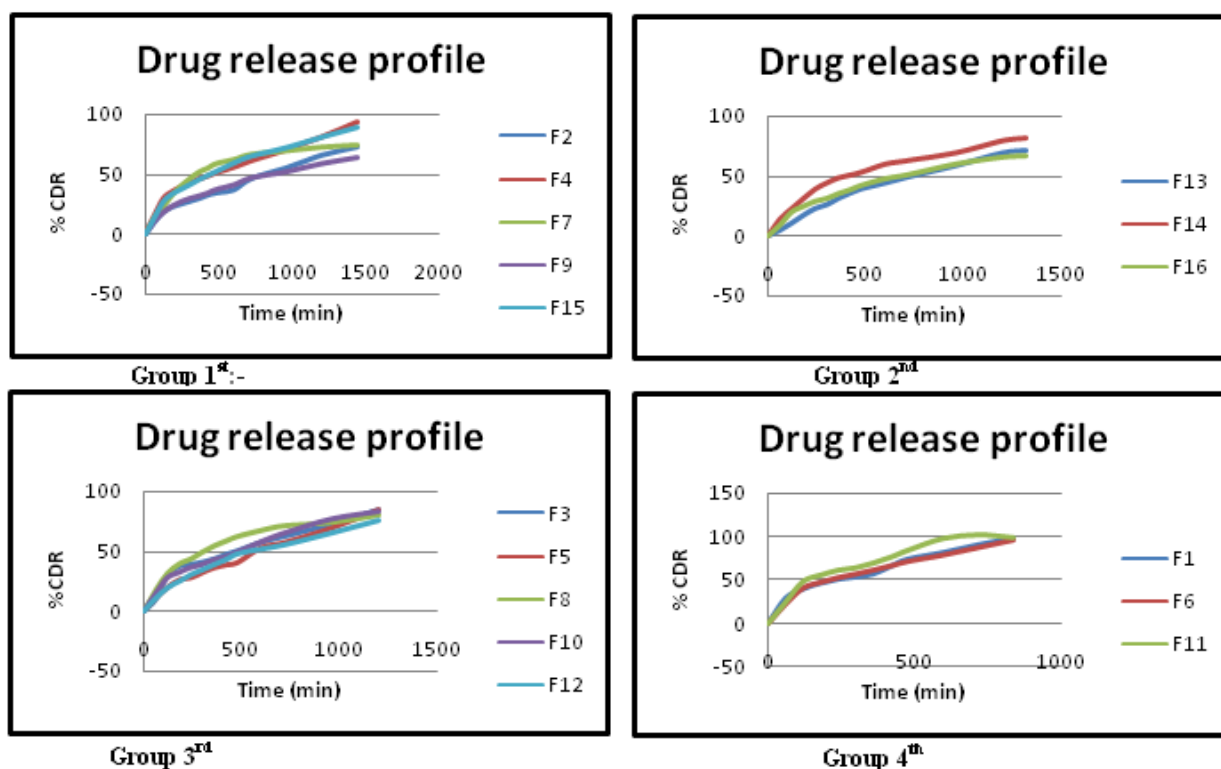 Drug release profile
100
50
0
-50
% CDR
0 500 1000 1500 2000
Time (min)
F2
F4
F7
F9
F15
Group 1st:-
Drug release profile
100
50
0
-50
% CDR
0 500 1000 1500
Time (min)
F13
F14
F16
Group 2nd
Drug release profile
100
50
0
-50
%CDR
0 500 1000 1500
Time (min)
F3
F5
F8
F10
F12
Group 3rd
Drug release profile
150
100
50
0
-50
% CDR
0 500 1000
Time (min)
F1
F6
F11
Group 4th